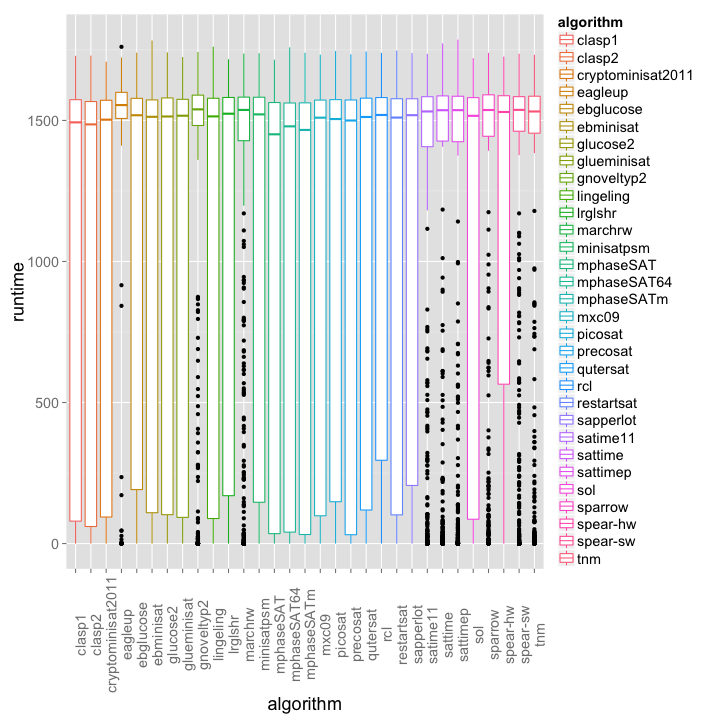 algorithm
clasp1
clasp2
cryptominisat2011
eagleup
ebglucose
ebminisat
glucose2
glueminisat
gnoveltyp2
lingeling
lrglshr
marchrw
minisatpsm
mphaseSAT
mphaseSAT64
mphaseSATm
mxc09
picosat
precosat
qutersat
rcl
restartsat
sapperlot
satime11
sattime
sattimep
sol
sparrow
spear-hw
spear-sw
tnm
runtime
1500
1000
500
0
clasp1
clasp2
cryptominisat2011
eagleup
ebglucose
ebminisat
glucose2
glueminisat
gnoveltyp2
lingeling
lrglshr
marchrw
minisatpsm
mphaseSAT
mphaseSAT64
mphaseSATm
mxc09
picosat
precosat
qutersat
rcl
restartsat
sapperlot
satime11
sattime
sattimep
sol
sparrow
spear-hw
spear-sw
tnm
algorithm